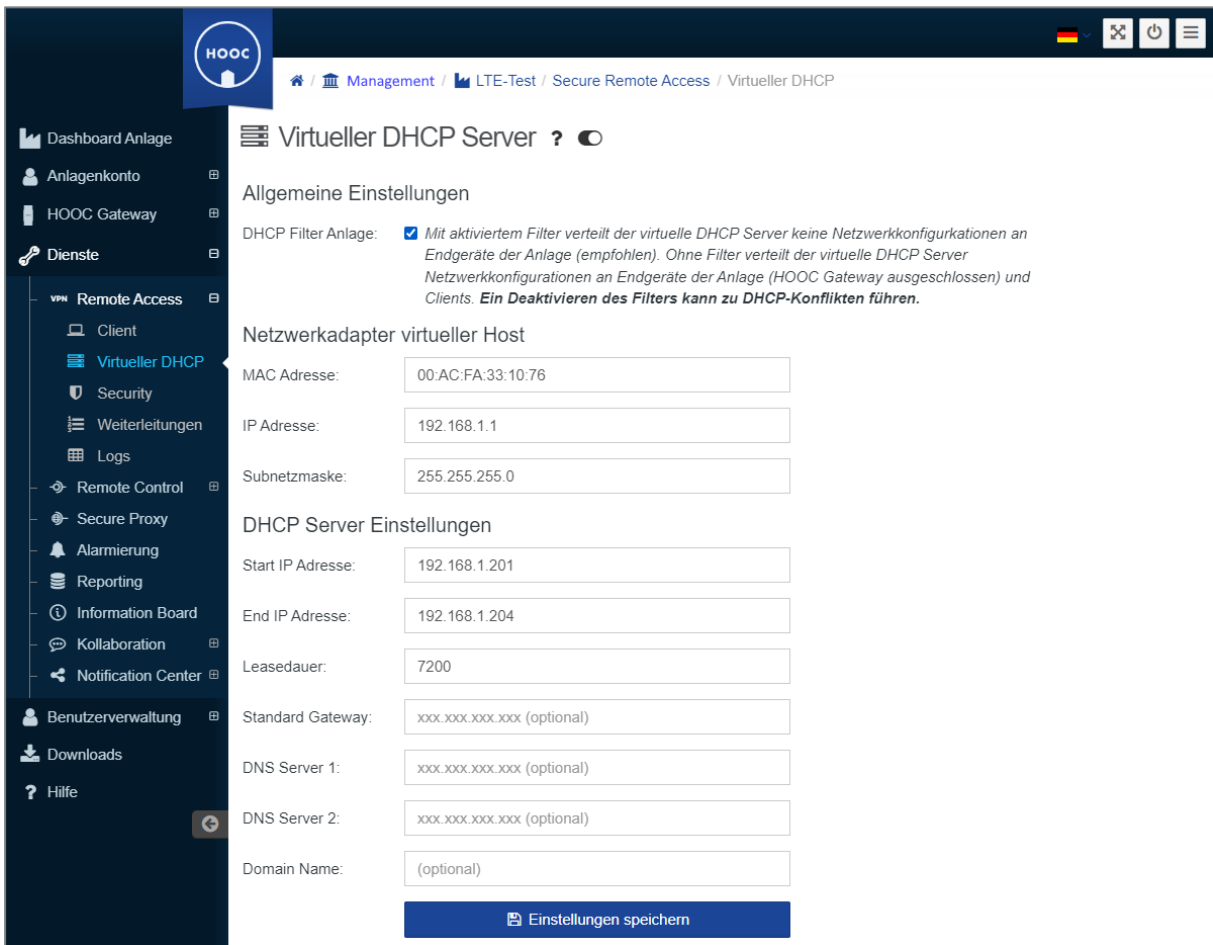 HOOC
/ Management / LTE-Test / Secure Remote Access / Virtueller DHCP
Dashboard Anlage
Anlagenkonto
HOOC Gateway
Dienste
VPN Remote Access
Client
Virtueller DHCP
Security
Weiterleitungen
Logs
Remote Control
Secure Proxy
Alarmierung
Reporting
Information Board
Kollaboration
Notification Center
Benutzerverwaltung
Downloads
? Hilfe
Virtueller DHCP Server ?
Allgemeine Einstellungen
DHCP Filter Anlage: Mit aktiviertem Filter verteilt der virtuelle DHCP Server keine Netzwerkkonfigurkationen an
Endgeräte der Anlage (empfohlen). Ohne Filter verteilt der virtuelle DHCP Server
Netzwerkkonfigurationen an Endgeräte der Anlage (HOOC Gateway ausgeschlossen) und
Clients. Ein Deaktivieren des Filters kann zu DHCP-Konflikten führen.
Netzwerkadapter virtueller Host
MAC Adresse: 00:AC:FA:33:10:76
IP Adresse: 192.168.1.1
Subnetzmaske: 255.255.255.0
DHCP Server Einstellungen
Start IP Adresse: 192.168.1.201
End IP Adresse: 192.168.1.204
Leasedauer: 7200
Standard Gateway: xxx.xxx.xxx.xxx (optional)
DNS Server 1: xxx.xxx.xxx.xxx (optional)
DNS Server 2: xxx.xxx.xxx.xxx (optional)
Domain Name: (optional)
Einstellungen speichern